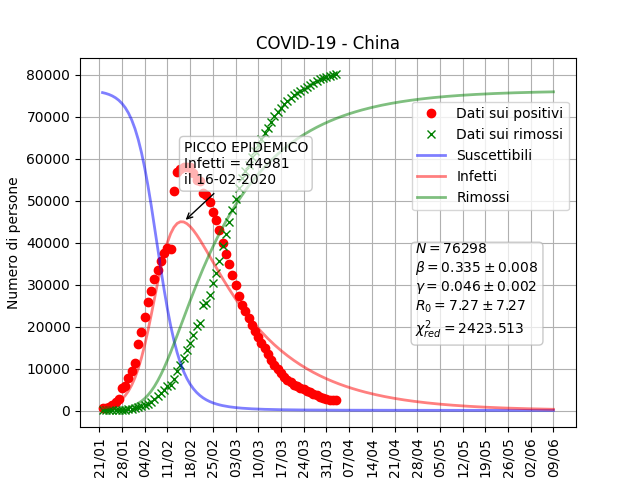 COVID-19 - China
Numero di persone
80000
70000
60000
50000
40000
30000
20000
10000
0
PICCO EPIDEMICO
Infetti = 44981
il 16-02-2020
Dati sui positivi
Dati sui rimossi
Suscettibili
Infetti
Rimossi
N = 76298
β = 0.335 ± 0.008
γ = 0.046 ± 0.002
R₀ = 7.27 ± 7.27
χ²red = 2423.513
21/01
28/01
04/02
11/02
18/02
25/02
03/03
10/03
17/03
24/03
31/03
07/04
14/04
21/04
28/04
05/05
12/05
19/05
26/05
02/06
09/06